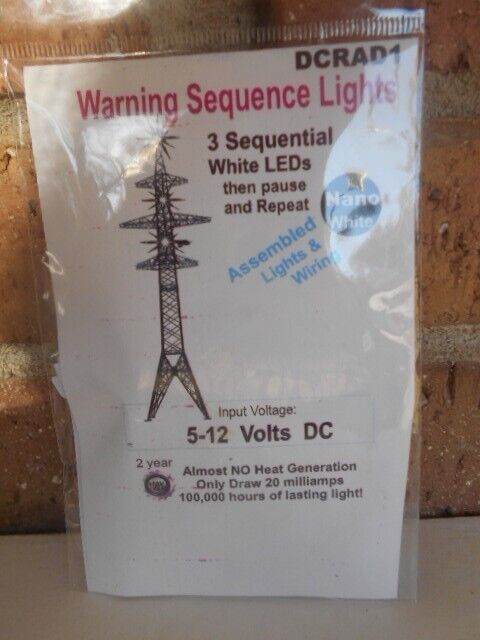 DCRAD1
Warning Sequence Lights
3 Sequential
White LEDs
then pause
and Repeat
Nano
White
Assembled
Lights &
Wiring
Input Voltage:
5-12 Volts DC
2 year
Almost NO Heat Generation
Only Draw 20 milliamps
100,000 hours of lasting light!